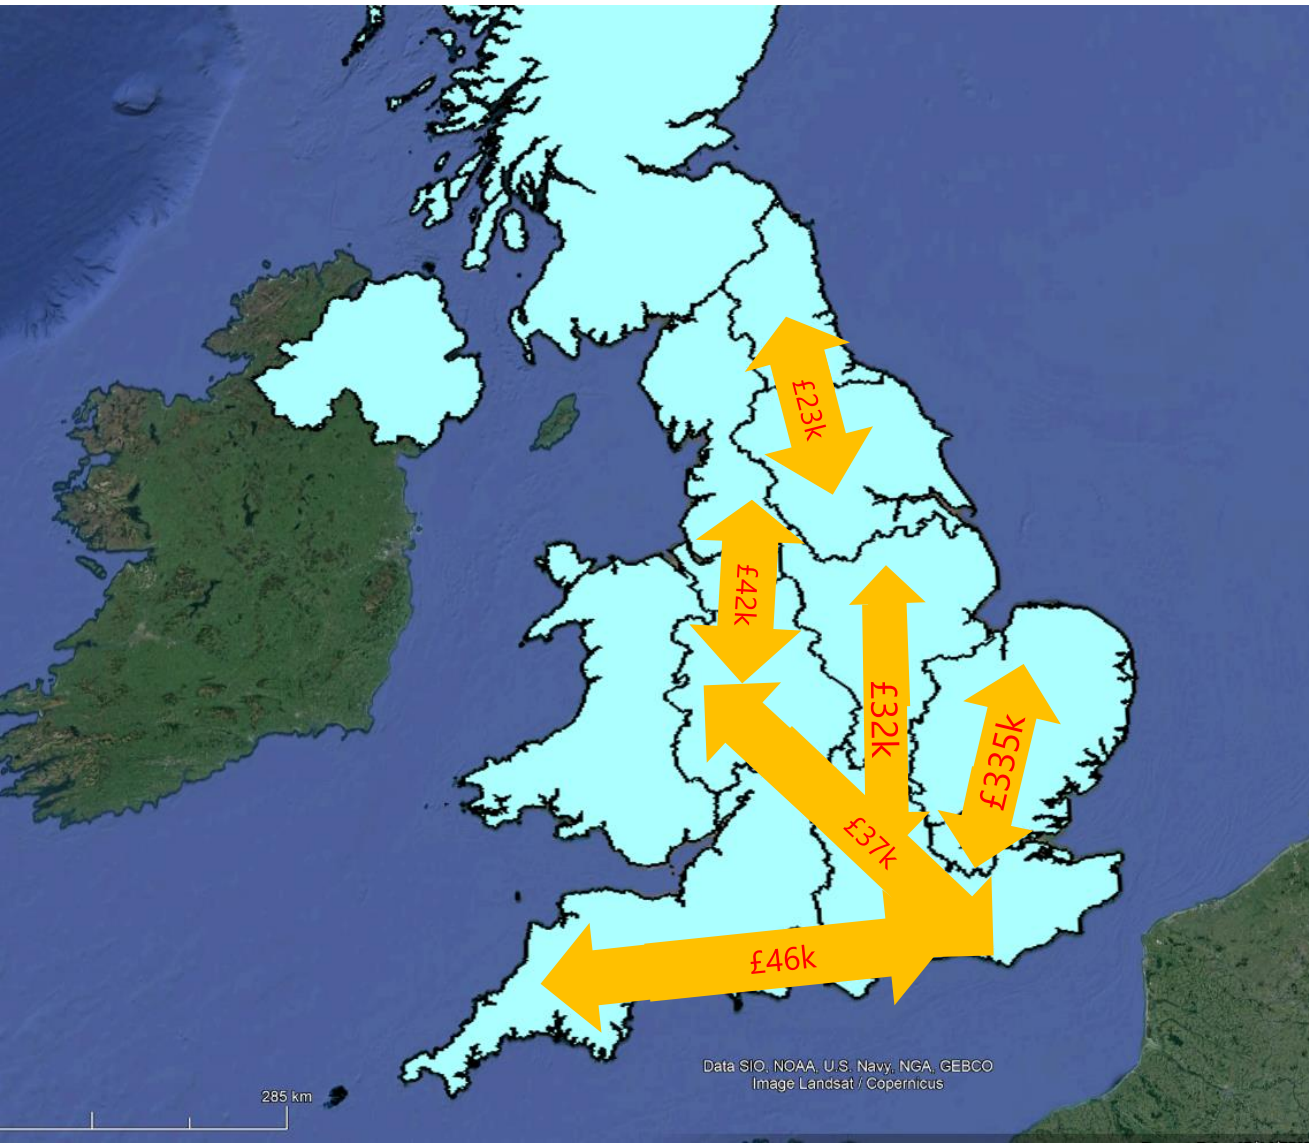 £23k
£42k
£32k
£335k
£37k
£46k
Data SIO, NOAA, U.S. Navy, NGA, GEBCO
Image Landsat / Copernicus
285 km